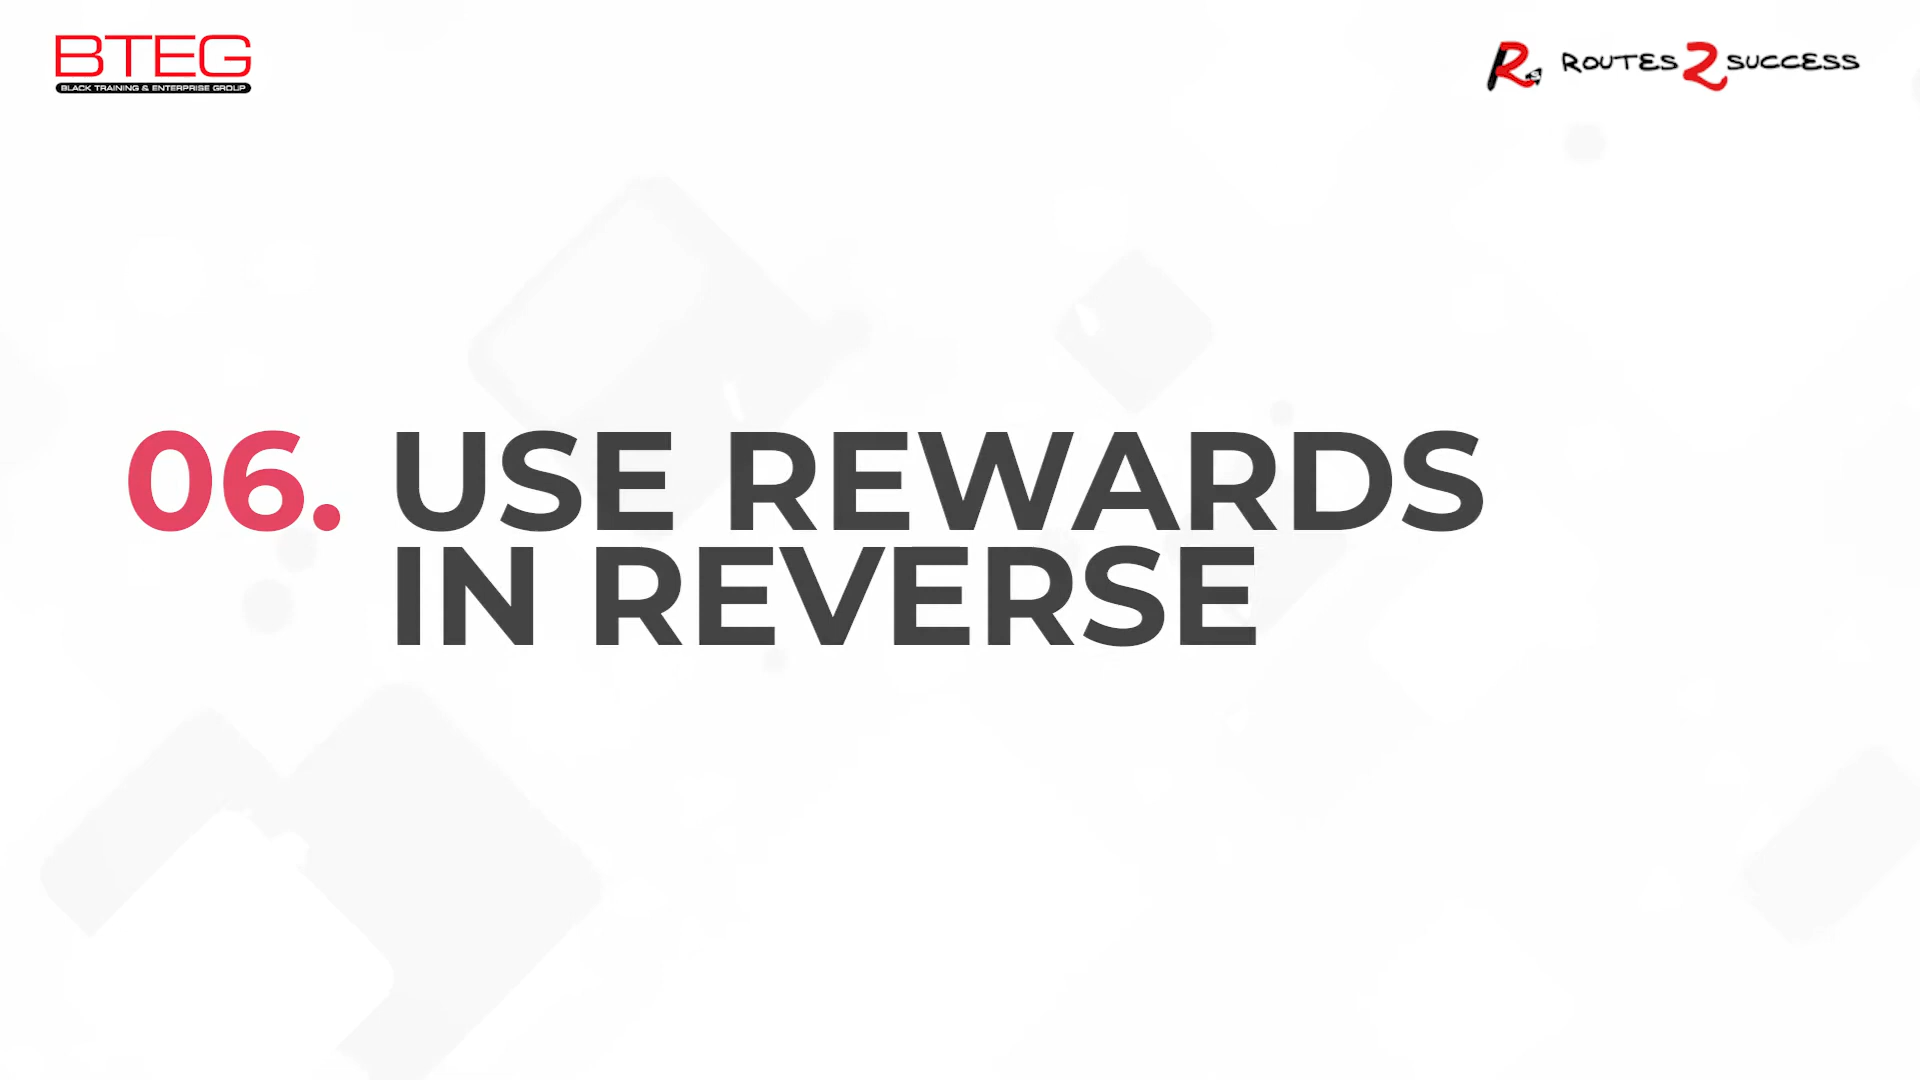 BTEG
BLACK TRAINING & ENTERPRISE GROUP
ROUTES 2 SUCCESS
06. USE REWARDS
IN REVERSE